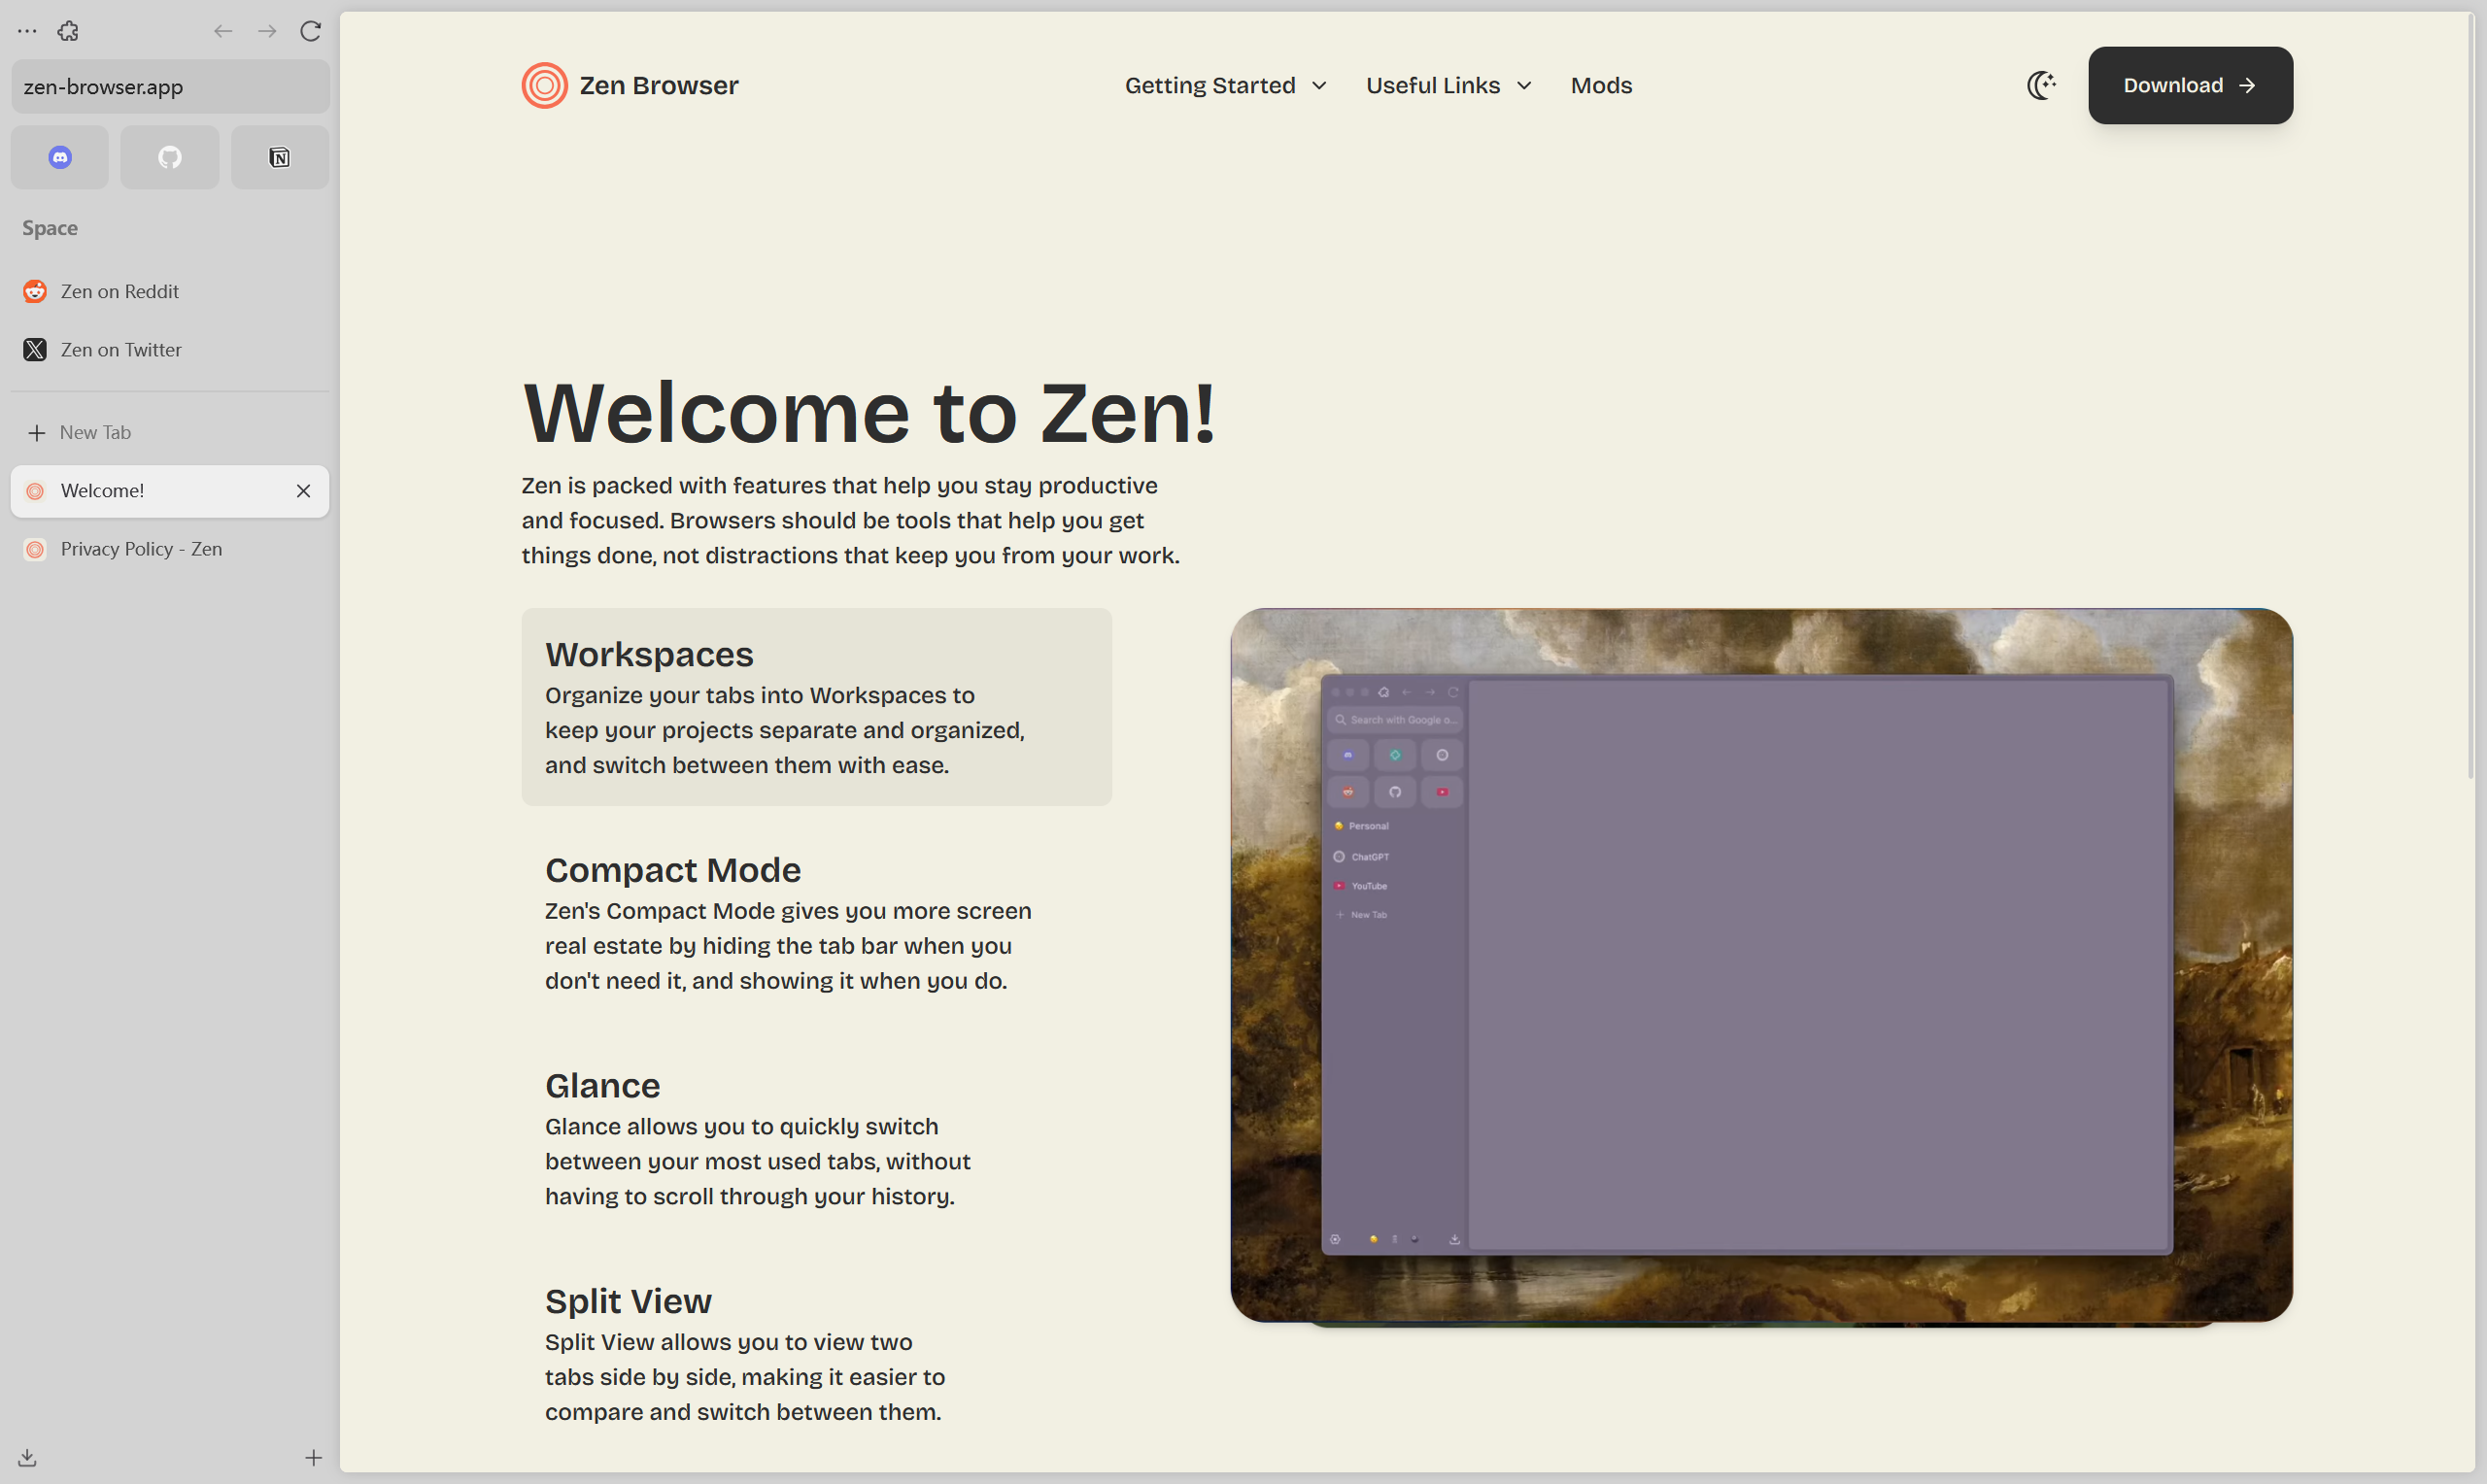 zen-browser.app
Space
Zen on Reddit
Zen on Twitter
New Tab
Welcome!
Privacy Policy - Zen
Zen Browser
Getting Started
Useful Links
Mods
Download
Welcome to Zen!
Zen is packed with features that help you stay productive
and focused. Browsers should be tools that help you get
things done, not distractions that keep you from your work.
Workspaces
Organize your tabs into Workspaces to
keep your projects separate and organized,
and switch between them with ease.
Compact Mode
Zen's Compact Mode gives you more screen
real estate by hiding the tab bar when you
don't need it, and showing it when you do.
Glance
Glance allows you to quickly switch
between your most used tabs, without
having to scroll through your history.
Split View
Split View allows you to view two
tabs side by side, making it easier to
compare and switch between them.
Search with Google o...
Personal
ChatGPT
YouTube
New Tab